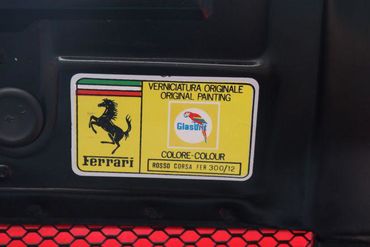 VERNICIATURA ORIGINALE
ORIGINAL PAINTING
Glasurit
COLORE-COLOUR
ROSSO CORSA FER 300/12
Ferrari